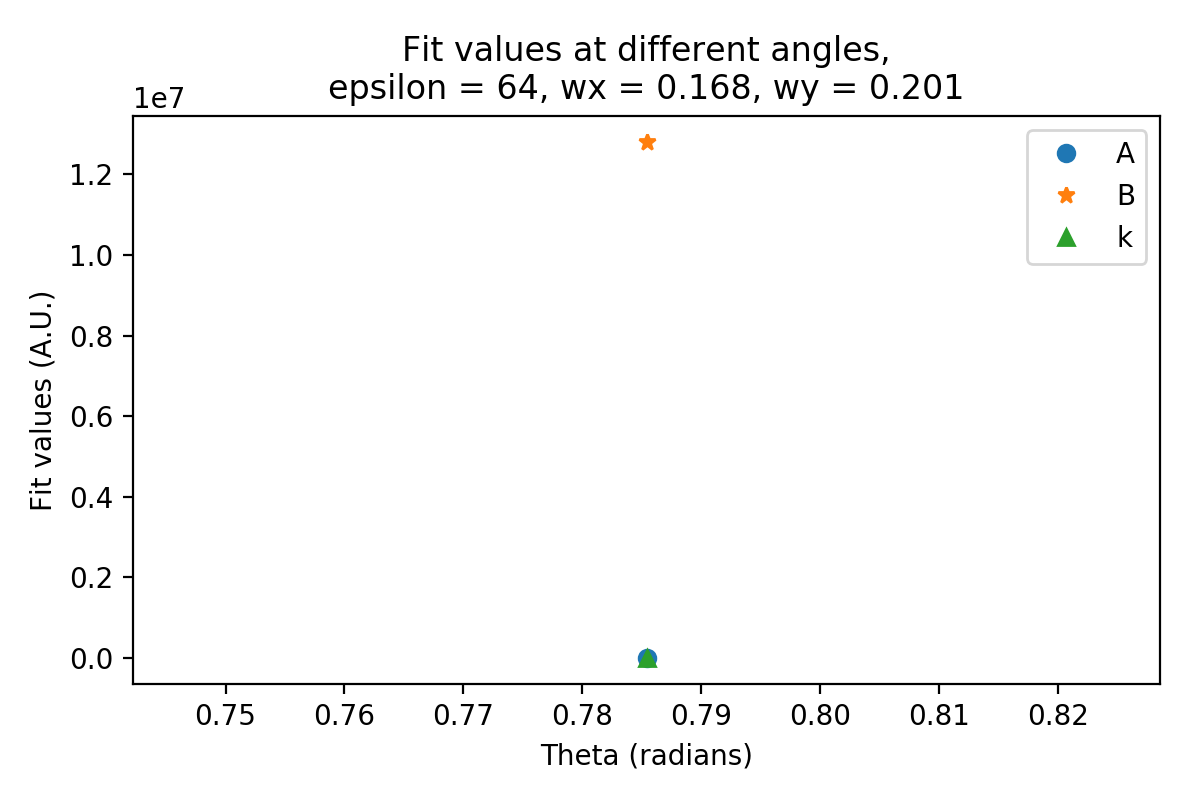 Fit values at different angles,
epsilon = 64, wx = 0.168, wy = 0.201
1e7
1.2
1.0
0.8
0.6
0.4
0.2
0.0
Fit values (A.U.)
A
B
k
0.75 0.76 0.77 0.78 0.79 0.80 0.81 0.82
Theta (radians)